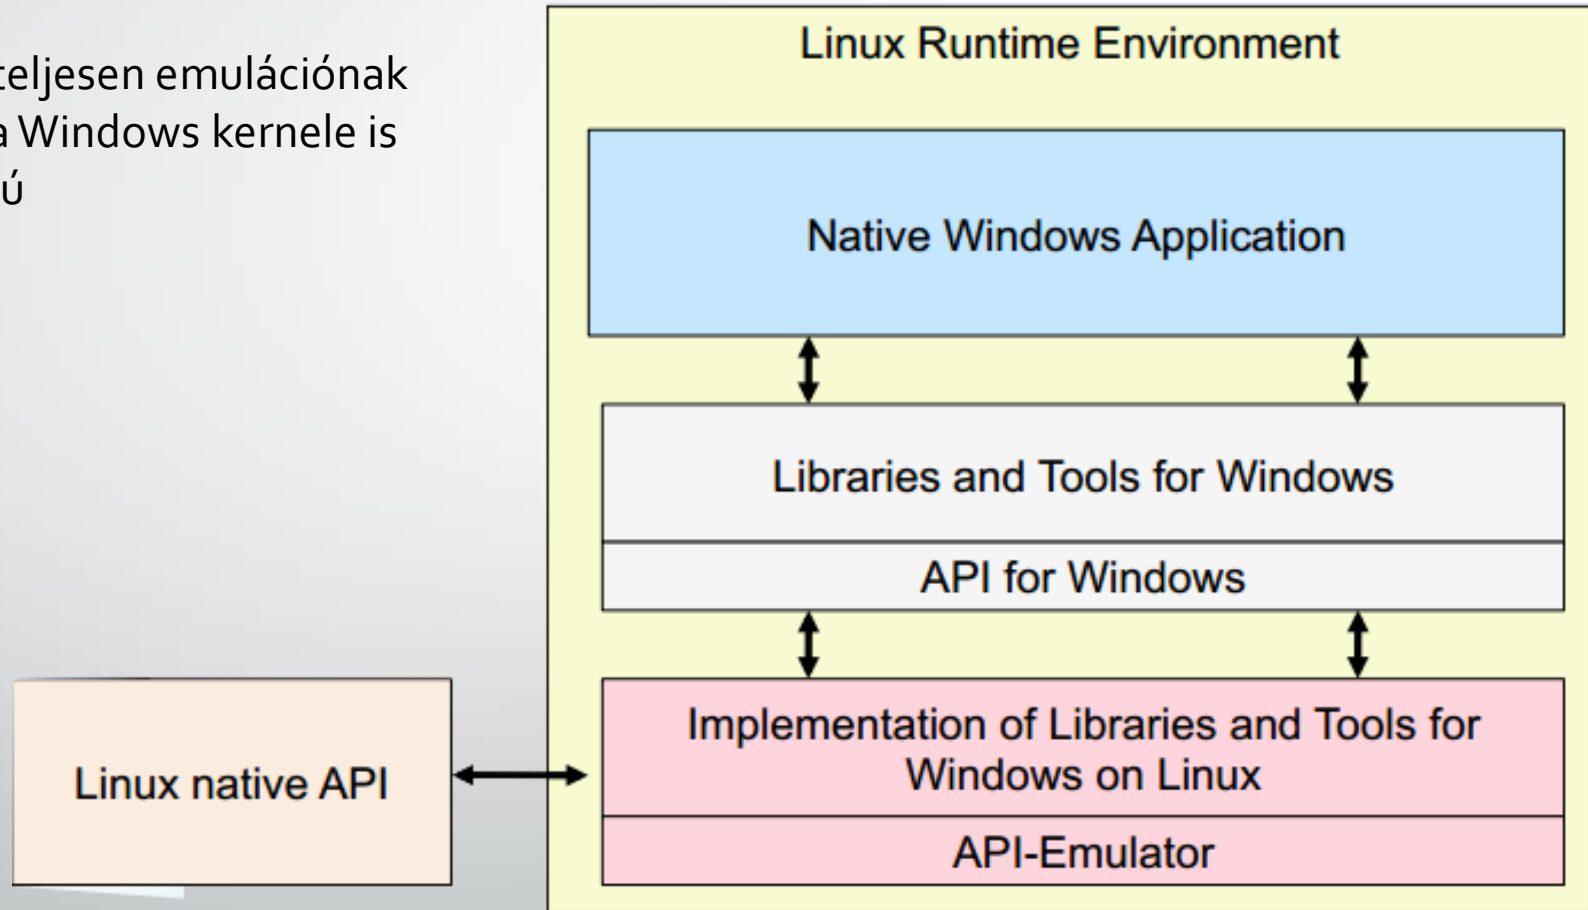 teljesen emulációnak
a Windows kernele is
ú
Linux Runtime Environment
Native Windows Application
Libraries and Tools for Windows
API for Windows
Implementation of Libraries and Tools for
Windows on Linux
API-Emulator
Linux native API